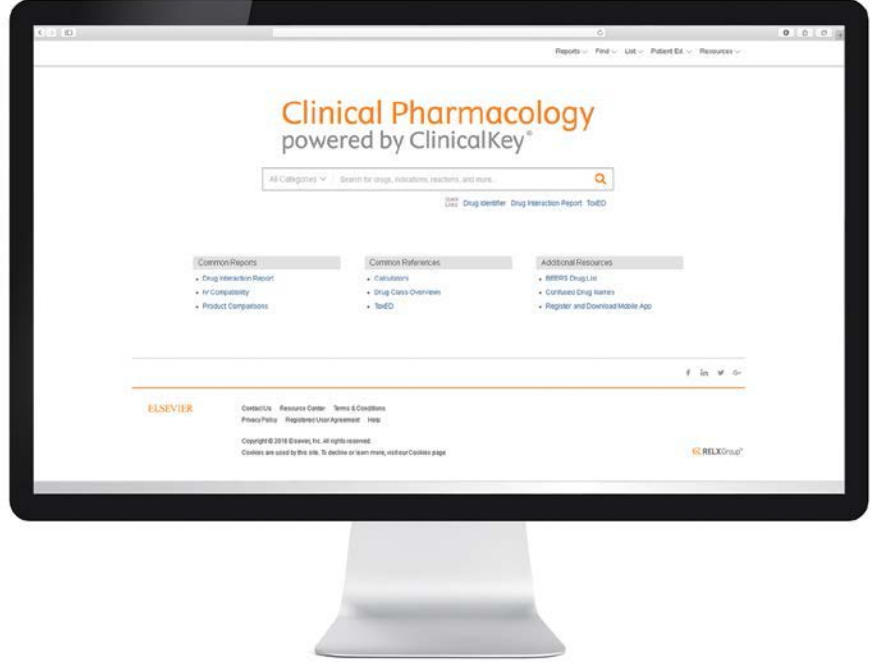 Reports Find List Patient Ed. Resources
Clinical Pharmacology
powered by ClinicalKey®
All Categories Search for drugs, indications, reactions, and more.
Quick
Links Drug Identifier Drug Interaction Report ToxED
Common Reports Common References Additional Resources
• Drug Interaction Report • Calculators • BEERS Drug List
• IV Compatibility • Drug Class Overviews • Confused Drug Names
• Product Comparisons • ToxED • Register and Download Mobile App
f in G+
ELSEVIER Contact Us Resource Center Terms & Conditions
Privacy Policy Registered User Agreement Help
Copyright © 2018 Elsevier, Inc. All rights reserved.
Cookies are used by this site. To decline or learn more, visit our Cookies page
RELX Group™